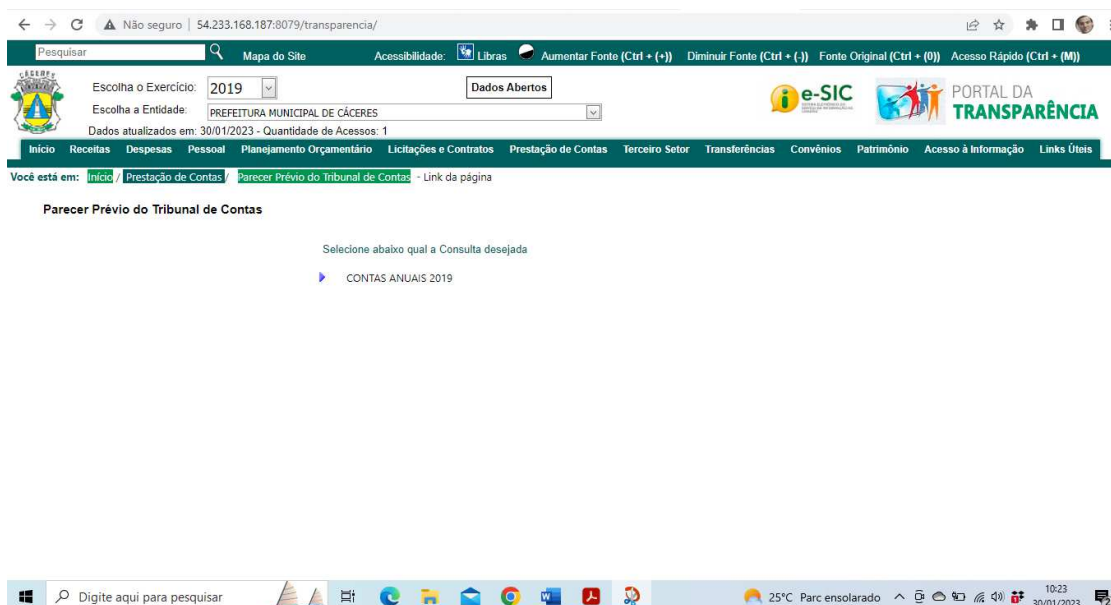 Não seguro | 54.233.168.187:8079/transparencia/
Pesquisar Mapa do Site Acessibilidade: Libras Aumentar Fonte (Ctrl + (+)) Diminuir Fonte (Ctrl + (.)) Fonte Original (Ctrl + (0)) Acesso Rápido (Ctrl + (M))
CÁCERES
Escolha o Exercício: 2019 Dados Abertos
Escolha a Entidade: PREFEITURA MUNICIPAL DE CÁCERES
Dados atualizados em: 30/01/2023 - Quantidade de Acessos: 1
e-SIC
PORTAL DA
TRANSPARÊNCIA
Início Receitas Despesas Pessoal Planejamento Orçamentário Licitações e Contratos Prestação de Contas Terceiro Setor Transferências Convênios Patrimônio Acesso à Informação Links Úteis
Você está em: Início / Prestação de Contas / Parecer Prévio do Tribunal de Contas - Link da página
Parecer Prévio do Tribunal de Contas
Selecione abaixo qual a Consulta desejada
CONTAS ANUAIS 2019
Digite aqui para pesquisar 25°C Parc ensolarado 10:23
30/01/2023